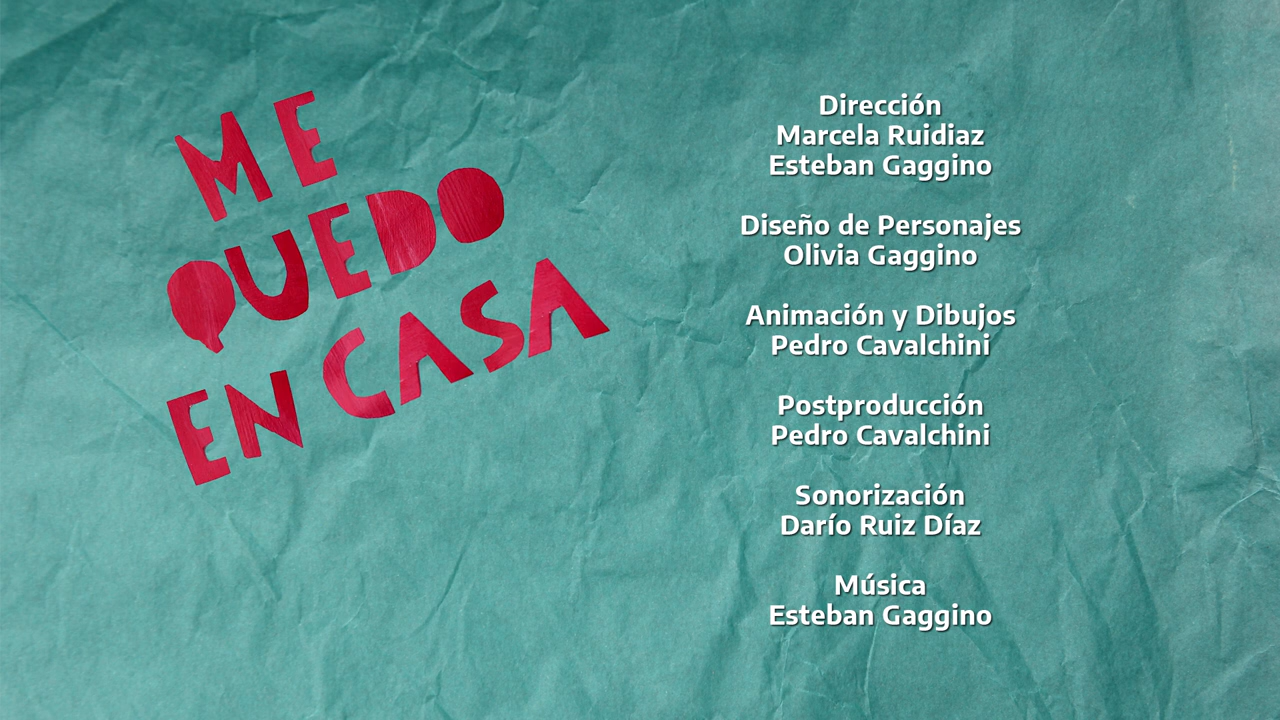 ME
QUEDO
EN CASA
Dirección
Marcela Ruidiaz
Esteban Gaggino
Diseño de Personajes
Olivia Gaggino
Animación y Dibujos
Pedro Cavalchini
Postproducción
Pedro Cavalchini
Sonorización
Darío Ruiz Díaz
Música
Esteban Gaggino